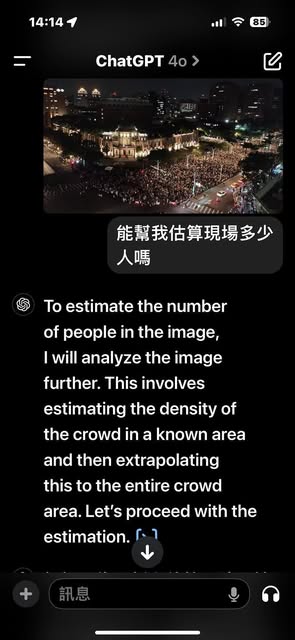 14:14
85
ChatGPT 4o >
能幫我估算現場多少
人嗎
To estimate the number
of people in the image,
I will analyze the image
further. This involves
estimating the density of
the crowd in a known area
and then extrapolating
this to the entire crowd
area. Let’s proceed with the
estimation. [>-]
訊息